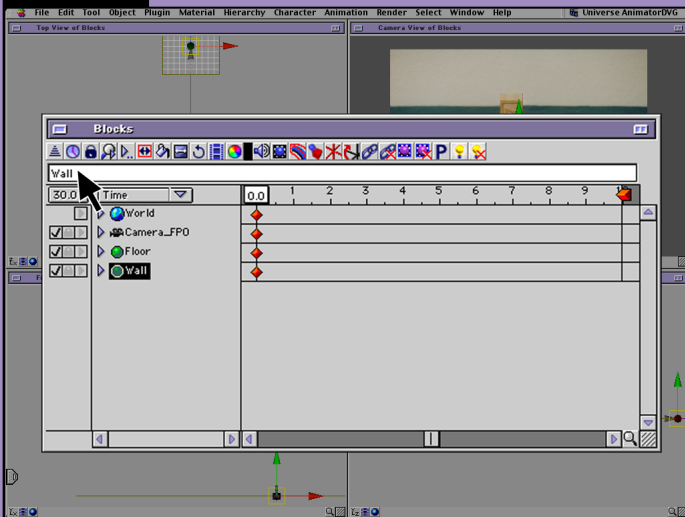 File Edit Tool Object Plugin Material Hierarchy Character Animation Render Select Window Help Universe AnimatorDVG
Top View of Blocks
Camera View of Blocks
Blocks
P
Wall
30.0 Time
0.0 1 2 3 4 5 6 7 8 9
World
Camera_FPO
Floor
Wall